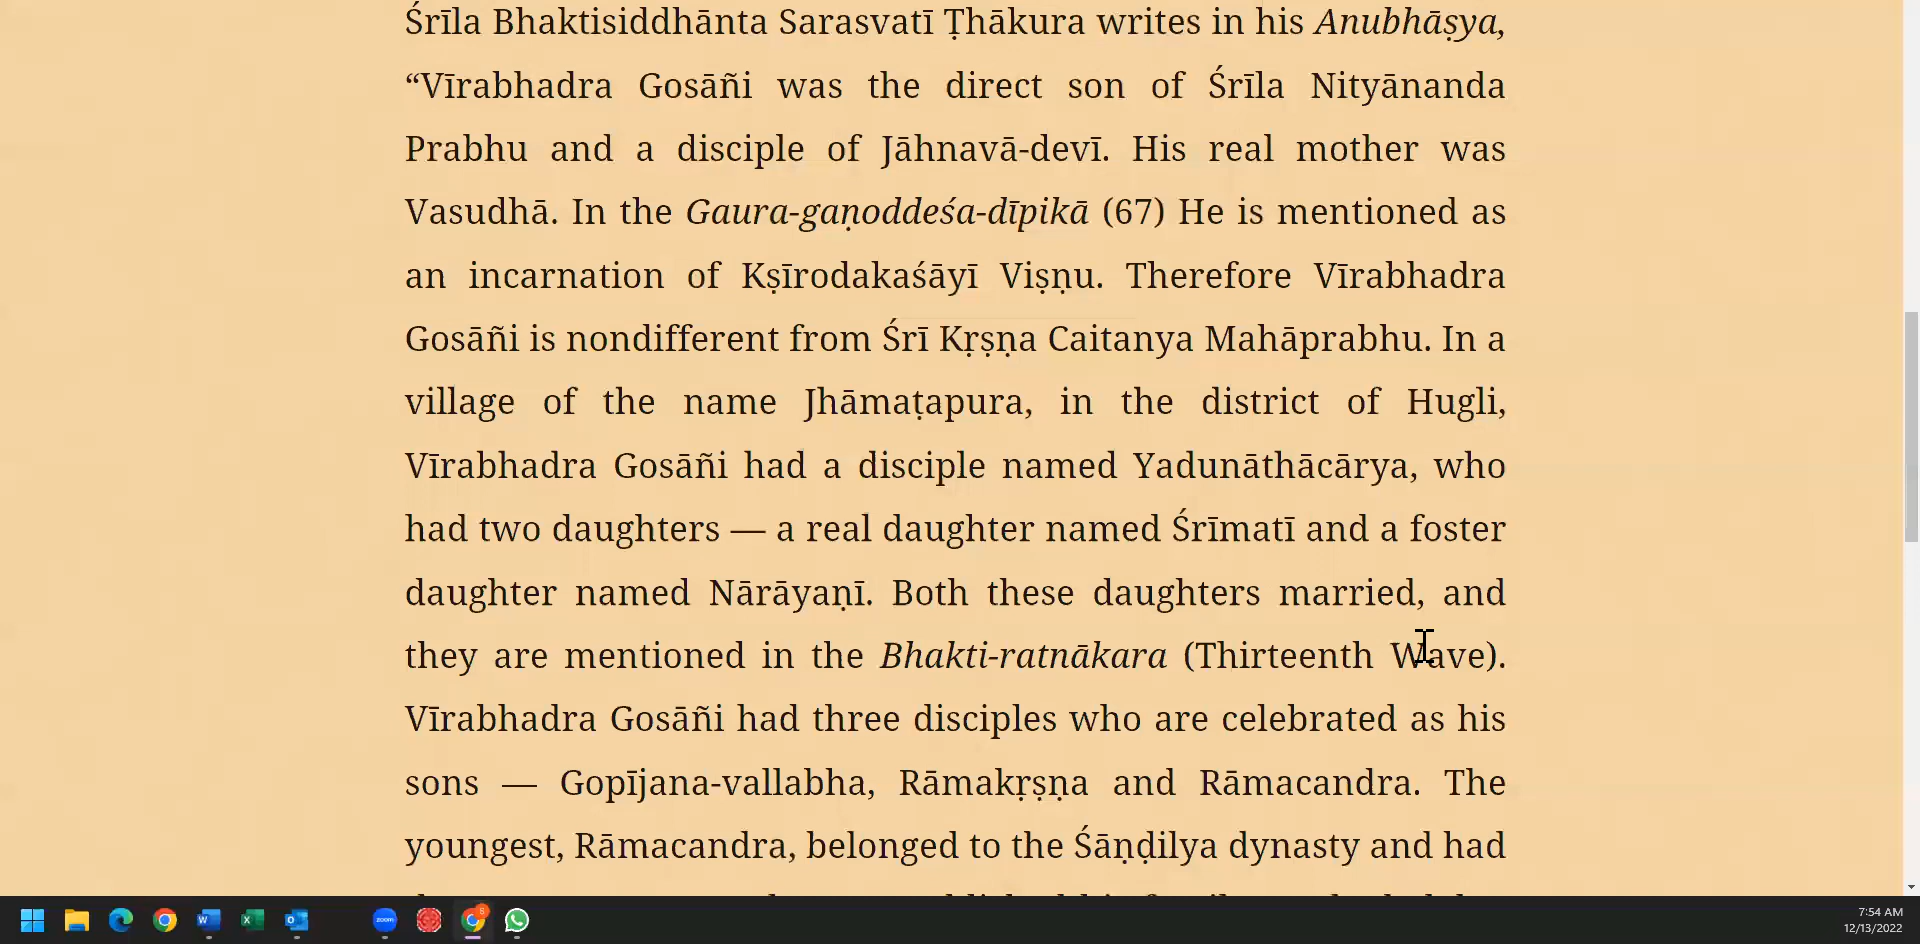 Śrīla Bhaktisiddhānta Sarasvatī Ṭhākura writes in his Anubhāṣya,
“Vīrabhadra Gosāñi was the direct son of Śrīla Nityānanda
Prabhu and a disciple of Jāhnavā-devī. His real mother was
Vasudhā. In the Gaura-gaṇoddeśa-dīpikā (67) He is mentioned as
an incarnation of Kṣīrodakaśāyī Viṣṇu. Therefore Vīrabhadra
Gosāñi is nondifferent from Śrī Kṛṣṇa Caitanya Mahāprabhu. In a
village of the name Jhāmaṭapura, in the district of Hugli,
Vīrabhadra Gosāñi had a disciple named Yadunāthācārya, who
had two daughters — a real daughter named Śrīmatī and a foster
daughter named Nārāyaṇī. Both these daughters married, and
they are mentioned in the Bhakti-ratnākara (Thirteenth Wave).
Vīrabhadra Gosāñi had three disciples who are celebrated as his
sons — Gopījana-vallabha, Rāmakṛṣṇa and Rāmacandra. The
youngest, Rāmacandra, belonged to the Śāṇḍilya dynasty and had
zoom
7:54 AM
12/13/2022